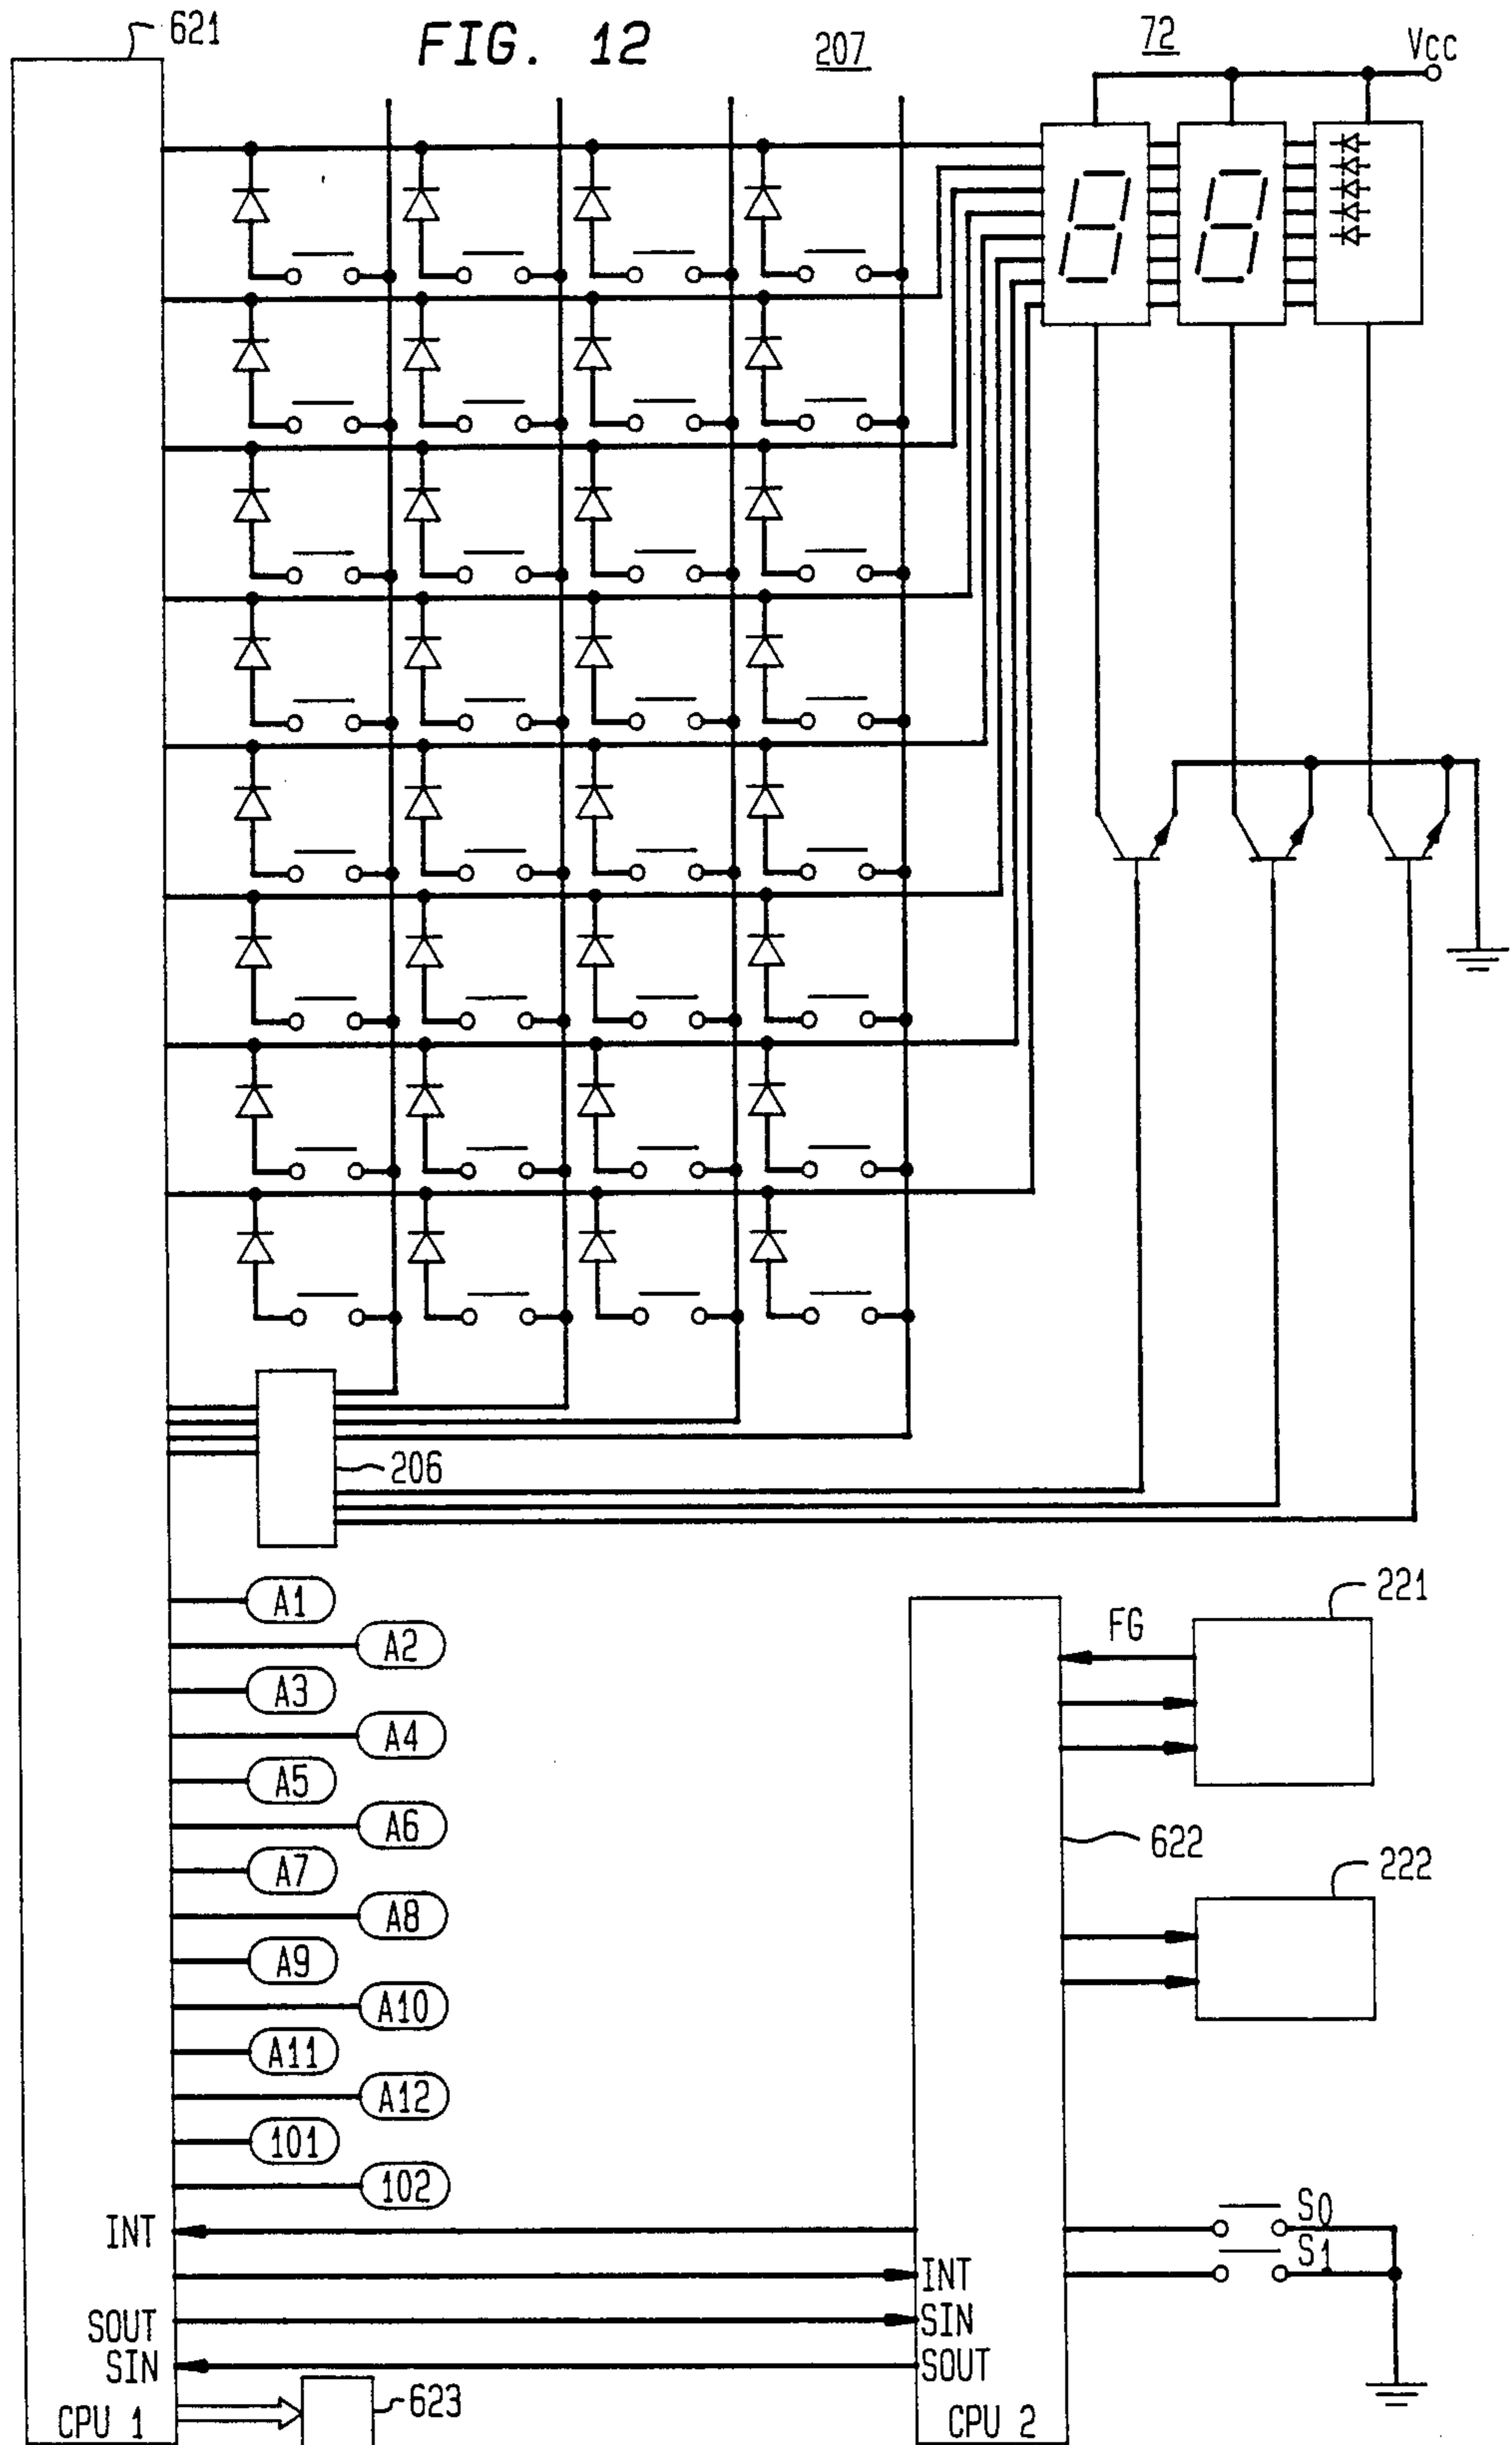 621
FIG. 12
207
72
VCC
206
A1
A2
A3
A4
A5
A6
A7
A8
A9
A10
A11
A12
101
102
221
FG
622
222
S0
S1
INT
INT
SOUT
SIN
SIN
SOUT
623
CPU 1
CPU 2